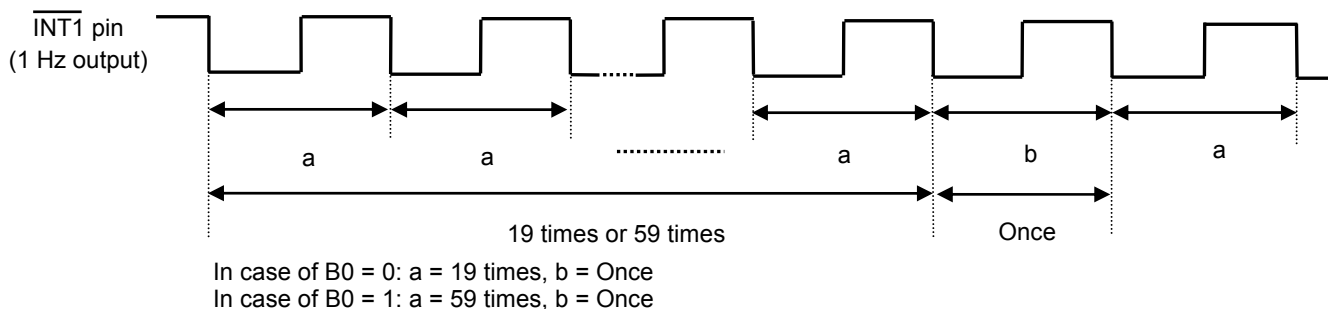 INT1 pin
(1 Hz output)
a
a
a
b
a
19 times or 59 times
Once
In case of B0 = 0: a = 19 times, b = Once
In case of B0 = 1: a = 59 times, b = Once